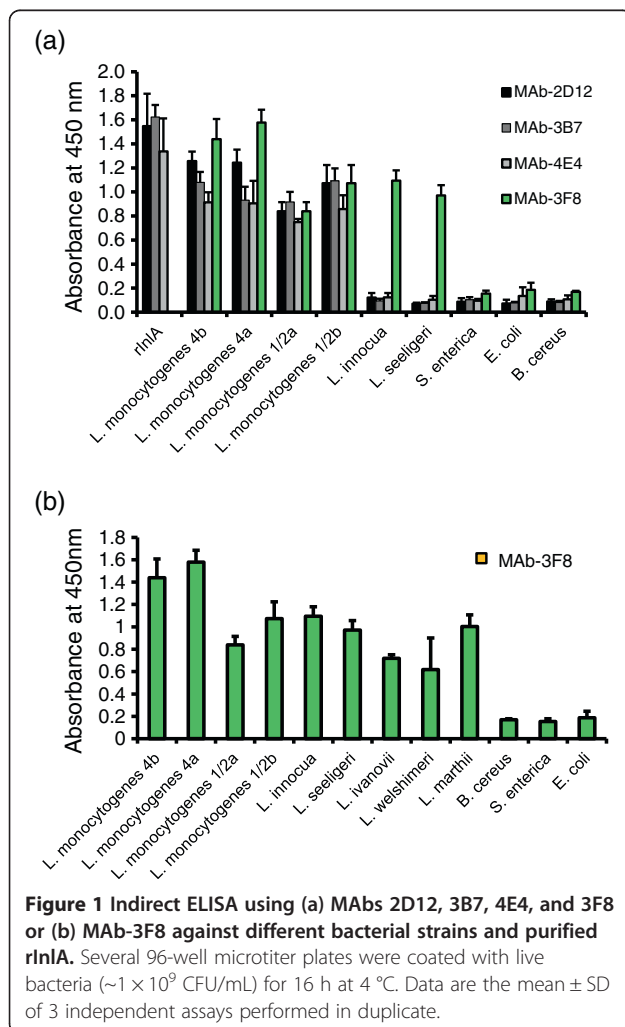 (a)
Absorbance at 450 nm
2.0
1.8
1.6
1.4
1.2
1.0
0.8
0.6
0.4
0.2
0.0
MAb-2D12
MAb-3B7
MAb-4E4
MAb-3F8
rInlA
L. monocytogenes 4b
L. monocytogenes 4a
L. monocytogenes 1/2a
L. monocytogenes 1/2b
L. innocua
L. seeligeri
S. enterica
E. coli
B. cereus
(b)
Absorbance at 450nm
1.8
1.6
1.4
1.2
1
0.8
0.6
0.4
0.2
0
MAb-3F8
L. monocytogenes 4b
L. monocytogenes 4a
L. monocytogenes 1/2a
L. monocytogenes 1/2b
L. innocua
L. seeligeri
L. ivanovii
L. welshimeri
L. marthii
B. cereus
S. enterica
E. coli
Figure 1 Indirect ELISA using (a) MAbs 2D12, 3B7, 4E4, and 3F8
or (b) MAb-3F8 against different bacterial strains and purified
rInlA. Several 96-well microtiter plates were coated with live
bacteria (~1 × 10⁹ CFU/mL) for 16 h at 4 °C. Data are the mean ± SD
of 3 independent assays performed in duplicate.